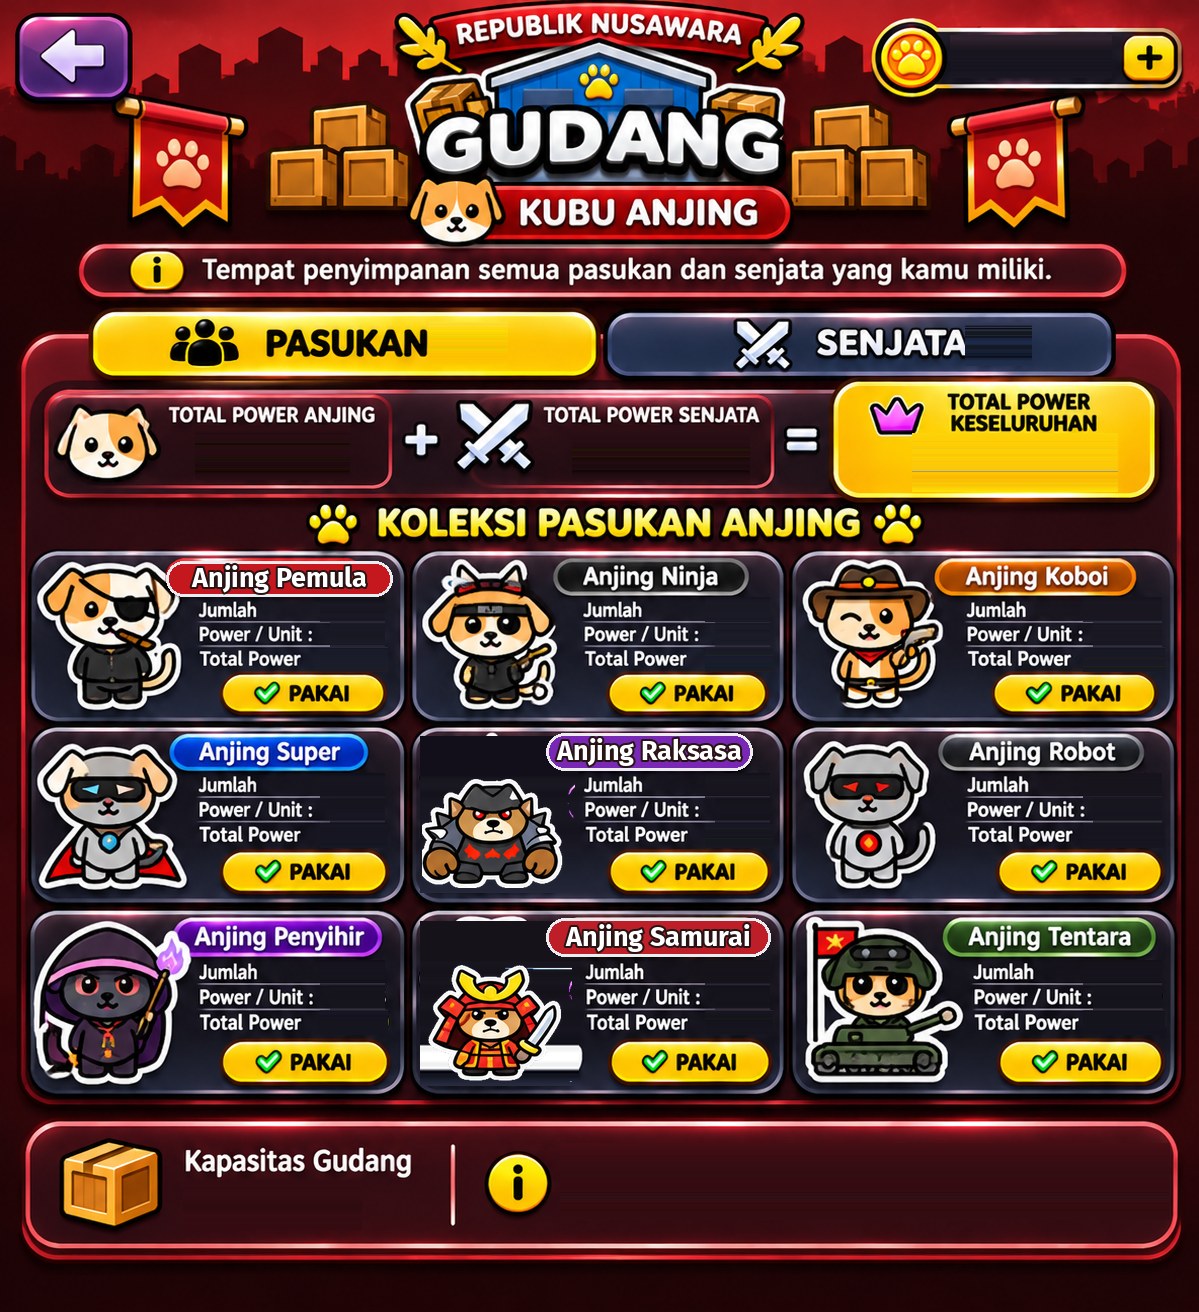 REPUBLIK NUSAWARA
GUDANG
KUBU ANJING
+
i Tempat penyimpanan semua pasukan dan senjata yang kamu miliki.
PASUKAN
SENJATA
TOTAL POWER ANJING
+
TOTAL POWER SENJATA
=
TOTAL POWER
KESELURUHAN
KOLEKSI PASUKAN ANJING
Anjing Pemula
Jumlah
Power / Unit :
Total Power
PAKAI
Anjing Ninja
Jumlah
Power / Unit :
Total Power
PAKAI
Anjing Koboi
Jumlah
Power / Unit :
Total Power
PAKAI
Anjing Super
Jumlah
Power / Unit :
Total Power
PAKAI
Anjing Raksasa
Jumlah
Power / Unit :
Total Power
PAKAI
Anjing Robot
Jumlah
Power / Unit :
Total Power
PAKAI
Anjing Penyihir
Jumlah
Power / Unit :
Total Power
PAKAI
Anjing Samurai
Jumlah
Power / Unit :
Total Power
PAKAI
Anjing Tentara
Jumlah
Power / Unit :
Total Power
PAKAI
Kapasitas Gudang
i